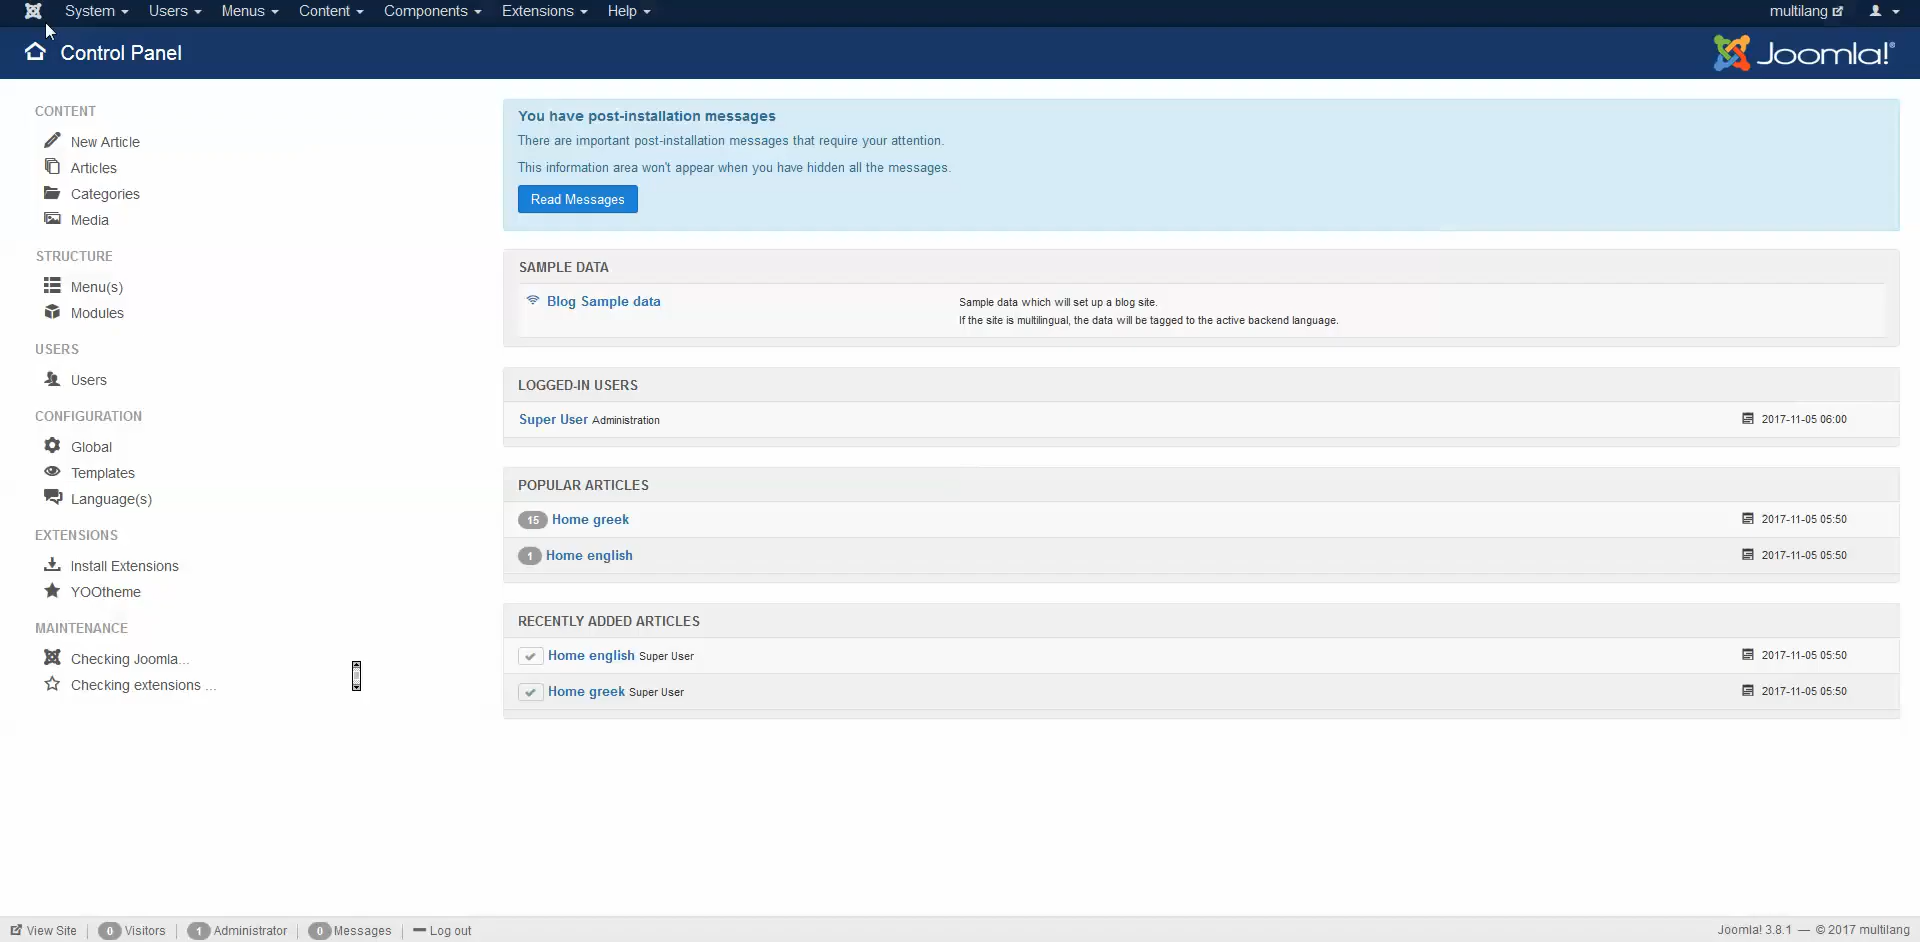 System Users Menus Content Components Extensions Help multilang
Control Panel Joomla!®
CONTENT
New Article
Articles
Categories
Media
STRUCTURE
Menu(s)
Modules
USERS
Users
CONFIGURATION
Global
Templates
Language(s)
EXTENSIONS
Install Extensions
YOOtheme
MAINTENANCE
Checking Joomla...
Checking extensions ...
You have post-installation messages
There are important post-installation messages that require your attention.
This information area won't appear when you have hidden all the messages.
Read Messages
SAMPLE DATA
Blog Sample data Sample data which will set up a blog site.
If the site is multilingual, the data will be tagged to the active backend language.
LOGGED-IN USERS
Super User Administration 2017-11-05 06:00
POPULAR ARTICLES
15 Home greek 2017-11-05 05:50
1 Home english 2017-11-05 05:50
RECENTLY ADDED ARTICLES
Home english Super User 2017-11-05 05:50
Home greek Super User 2017-11-05 05:50
View Site 0 Visitors 1 Administrator 0 Messages Log out Joomla! 3.8.1 — © 2017 multilang